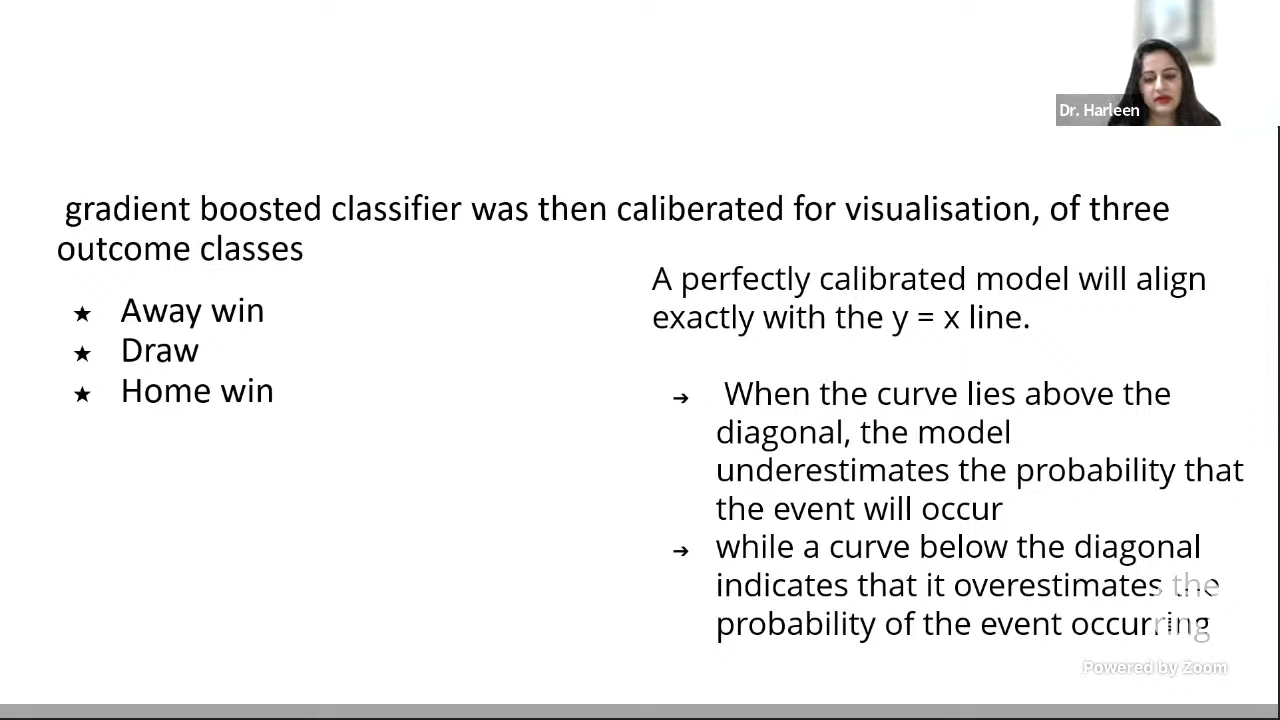 Dr. Harleen
gradient boosted classifier was then caliberated for visualisation, of three
outcome classes
★ Away win
★ Draw
★ Home win
A perfectly calibrated model will align
exactly with the y = x line.
➔ When the curve lies above the
diagonal, the model
underestimates the probability that
the event will occur
➔ while a curve below the diagonal
indicates that it overestimates the
probability of the event occurring
Powered by Zoom